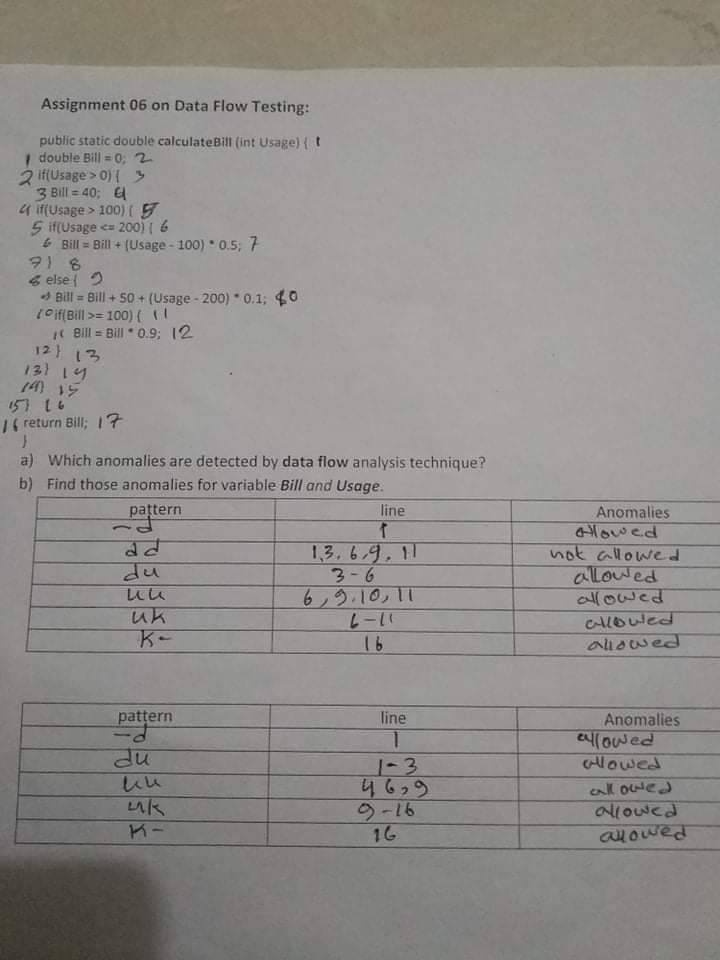 Assignment 06 on Data Flow Testing:
public static double calculateBill (int Usage) { 1
1 double Bill = 0; 2
2 if(Usage > 0) { 3
3 Bill = 40; 4
4 if(Usage > 100) { 5
5 if(Usage <= 200) { 6
6 Bill = Bill + (Usage - 100) * 0.5; 7
7 } 8
8 else { 9
9 Bill = Bill + 50 + (Usage - 200) * 0.1; 10
10 if(Bill >= 100) { 11
11 Bill = Bill * 0.9; 12
12 } 13
13 } 14
14 } 15
15 } 16
16 return Bill; 17
}
a) Which anomalies are detected by data flow analysis technique?
b) Find those anomalies for variable Bill and Usage.
pattern line Anomalies
-d 1 allowed
dd 1,3,6,9,11 not allowed
du 3-6 allowed
uu 6,9,10,11 allowed
uk 6-11 allowed
K- 16 allowed
pattern line Anomalies
-d 1 allowed
du 1-3 allowed
uu 4 6,9 allowed
uk 9-16 allowed
K- 16 allowed